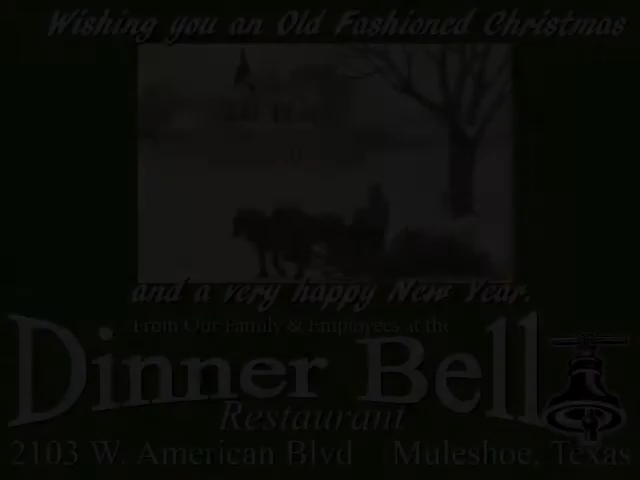 Wishing you an Old Fashioned Christmas
and a very happy New Year.
From Our Family & Employees at the
Dinner Bell
Restaurant
2103 W. American Blvd Muleshoe, Texas